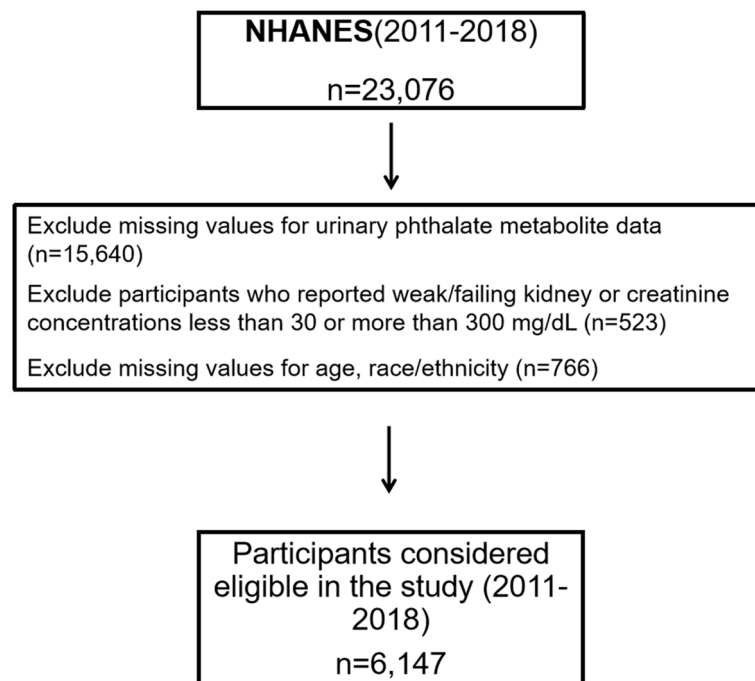 NHANES(2011-2018)
n=23,076
Exclude missing values for urinary phthalate metabolite data
(n=15,640)
Exclude participants who reported weak/failing kidney or creatinine
concentrations less than 30 or more than 300 mg/dL (n=523)
Exclude missing values for age, race/ethnicity (n=766)
Participants considered
eligible in the study (2011-
2018)
n=6,147